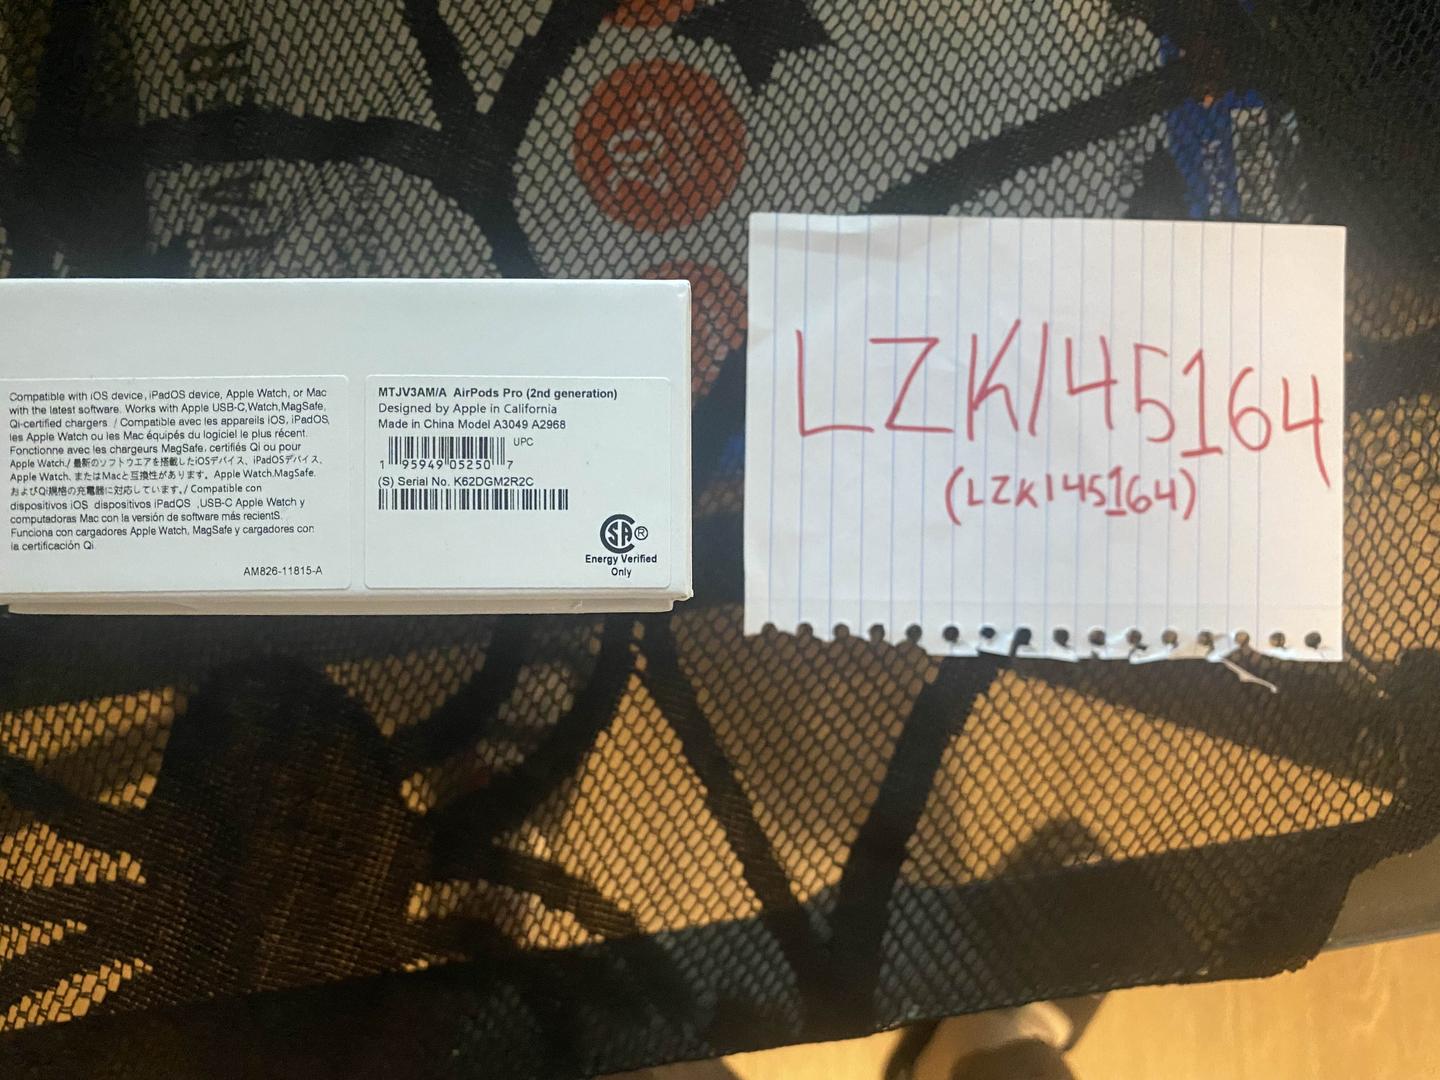 Compatible with iOS device, iPadOS device, Apple Watch, or Mac
with the latest software. Works with Apple USB-C,Watch,MagSafe,
Qi-certified chargers / Compatible avec les appareils iOS, iPadOS,
les Apple Watch ou les Mac équipés du logiciel le plus récent.
Fonctionne avec les chargeurs MagSafe, certifiés Qi ou pour
Apple Watch./ 最新のソフトウエアを搭載したiOSデバイス、iPadOSデバイス、
Apple Watch、またはMacと互換性があります。Apple Watch,MagSafe.
およびQi規格の充電器に対応しています。/ Compatible con
dispositivos iOS dispositivos iPadOS ,USB-C Apple Watch y
computadoras Mac con la versión de software más recientS.
Funciona con cargadores Apple Watch, MagSafe y cargadores con
la certificación Qi.
AM826-11815-A
MTJV3AM/A AirPods Pro (2nd generation)
Designed by Apple in California
Made in China Model A3049 A2968
UPC
1 95949 05250 7
(S) Serial No. K62DGM2R2C
SA ®
Energy Verified
Only
LZK145164
(LZK145164)